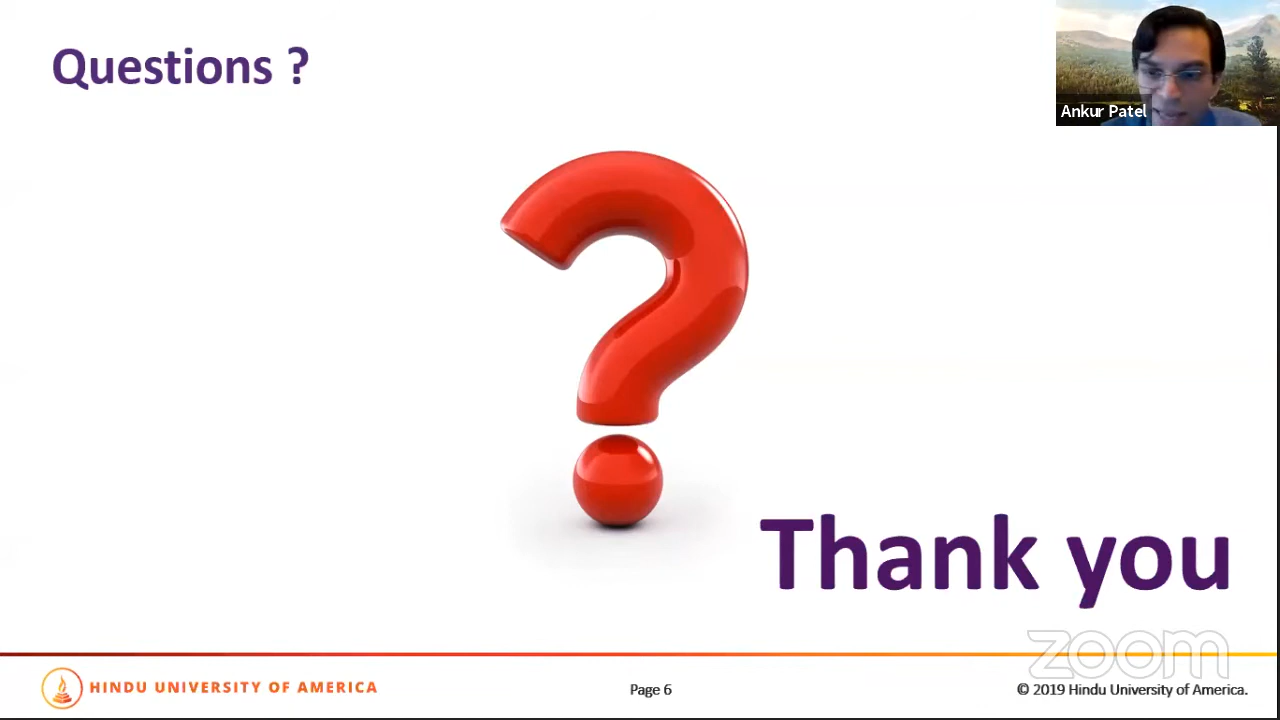 Questions ?
Ankur Patel
Thank you
zoom
HINDU UNIVERSITY OF AMERICA
Page 6
© 2019 Hindu University of America.